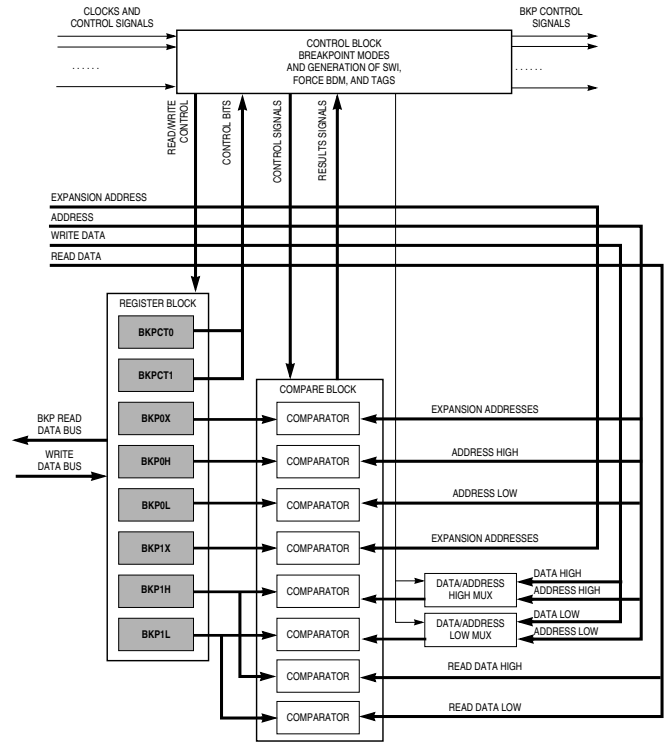 CLOCKS AND
CONTROL SIGNALS
BKP CONTROL
SIGNALS
CONTROL BLOCK
BREAKPOINT MODES
AND GENERATION OF SWI,
FORCE BDM, AND TAGS
. . . . . .
. . . . . .
READ/WRITE
CONTROL
CONTROL BITS
CONTROL SIGNALS
RESULTS SIGNALS
EXPANSION ADDRESS
ADDRESS
WRITE DATA
READ DATA
REGISTER BLOCK
BKPCT0
BKPCT1
COMPARE BLOCK
BKP READ
DATA BUS
WRITE
DATA BUS
BKP0X
COMPARATOR
EXPANSION ADDRESSES
BKP0H
COMPARATOR
ADDRESS HIGH
BKP0L
COMPARATOR
ADDRESS LOW
BKP1X
COMPARATOR
EXPANSION ADDRESSES
BKP1H
COMPARATOR
DATA/ADDRESS
HIGH MUX
DATA HIGH
ADDRESS HIGH
BKP1L
COMPARATOR
DATA/ADDRESS
LOW MUX
DATA LOW
ADDRESS LOW
COMPARATOR
READ DATA HIGH
COMPARATOR
READ DATA LOW